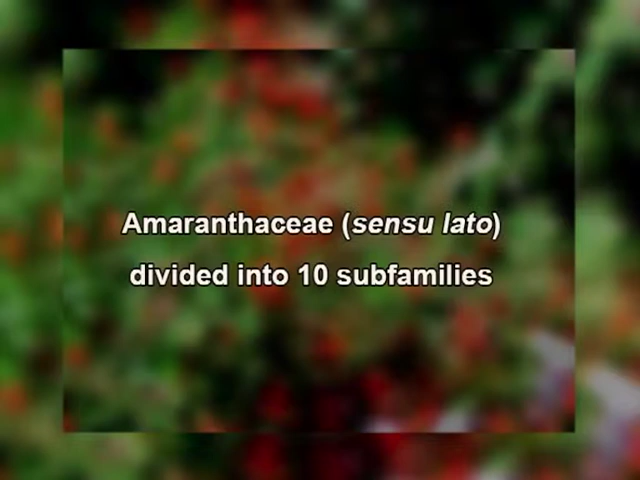 Amaranthaceae (sensu lato)
divided into 10 subfamilies